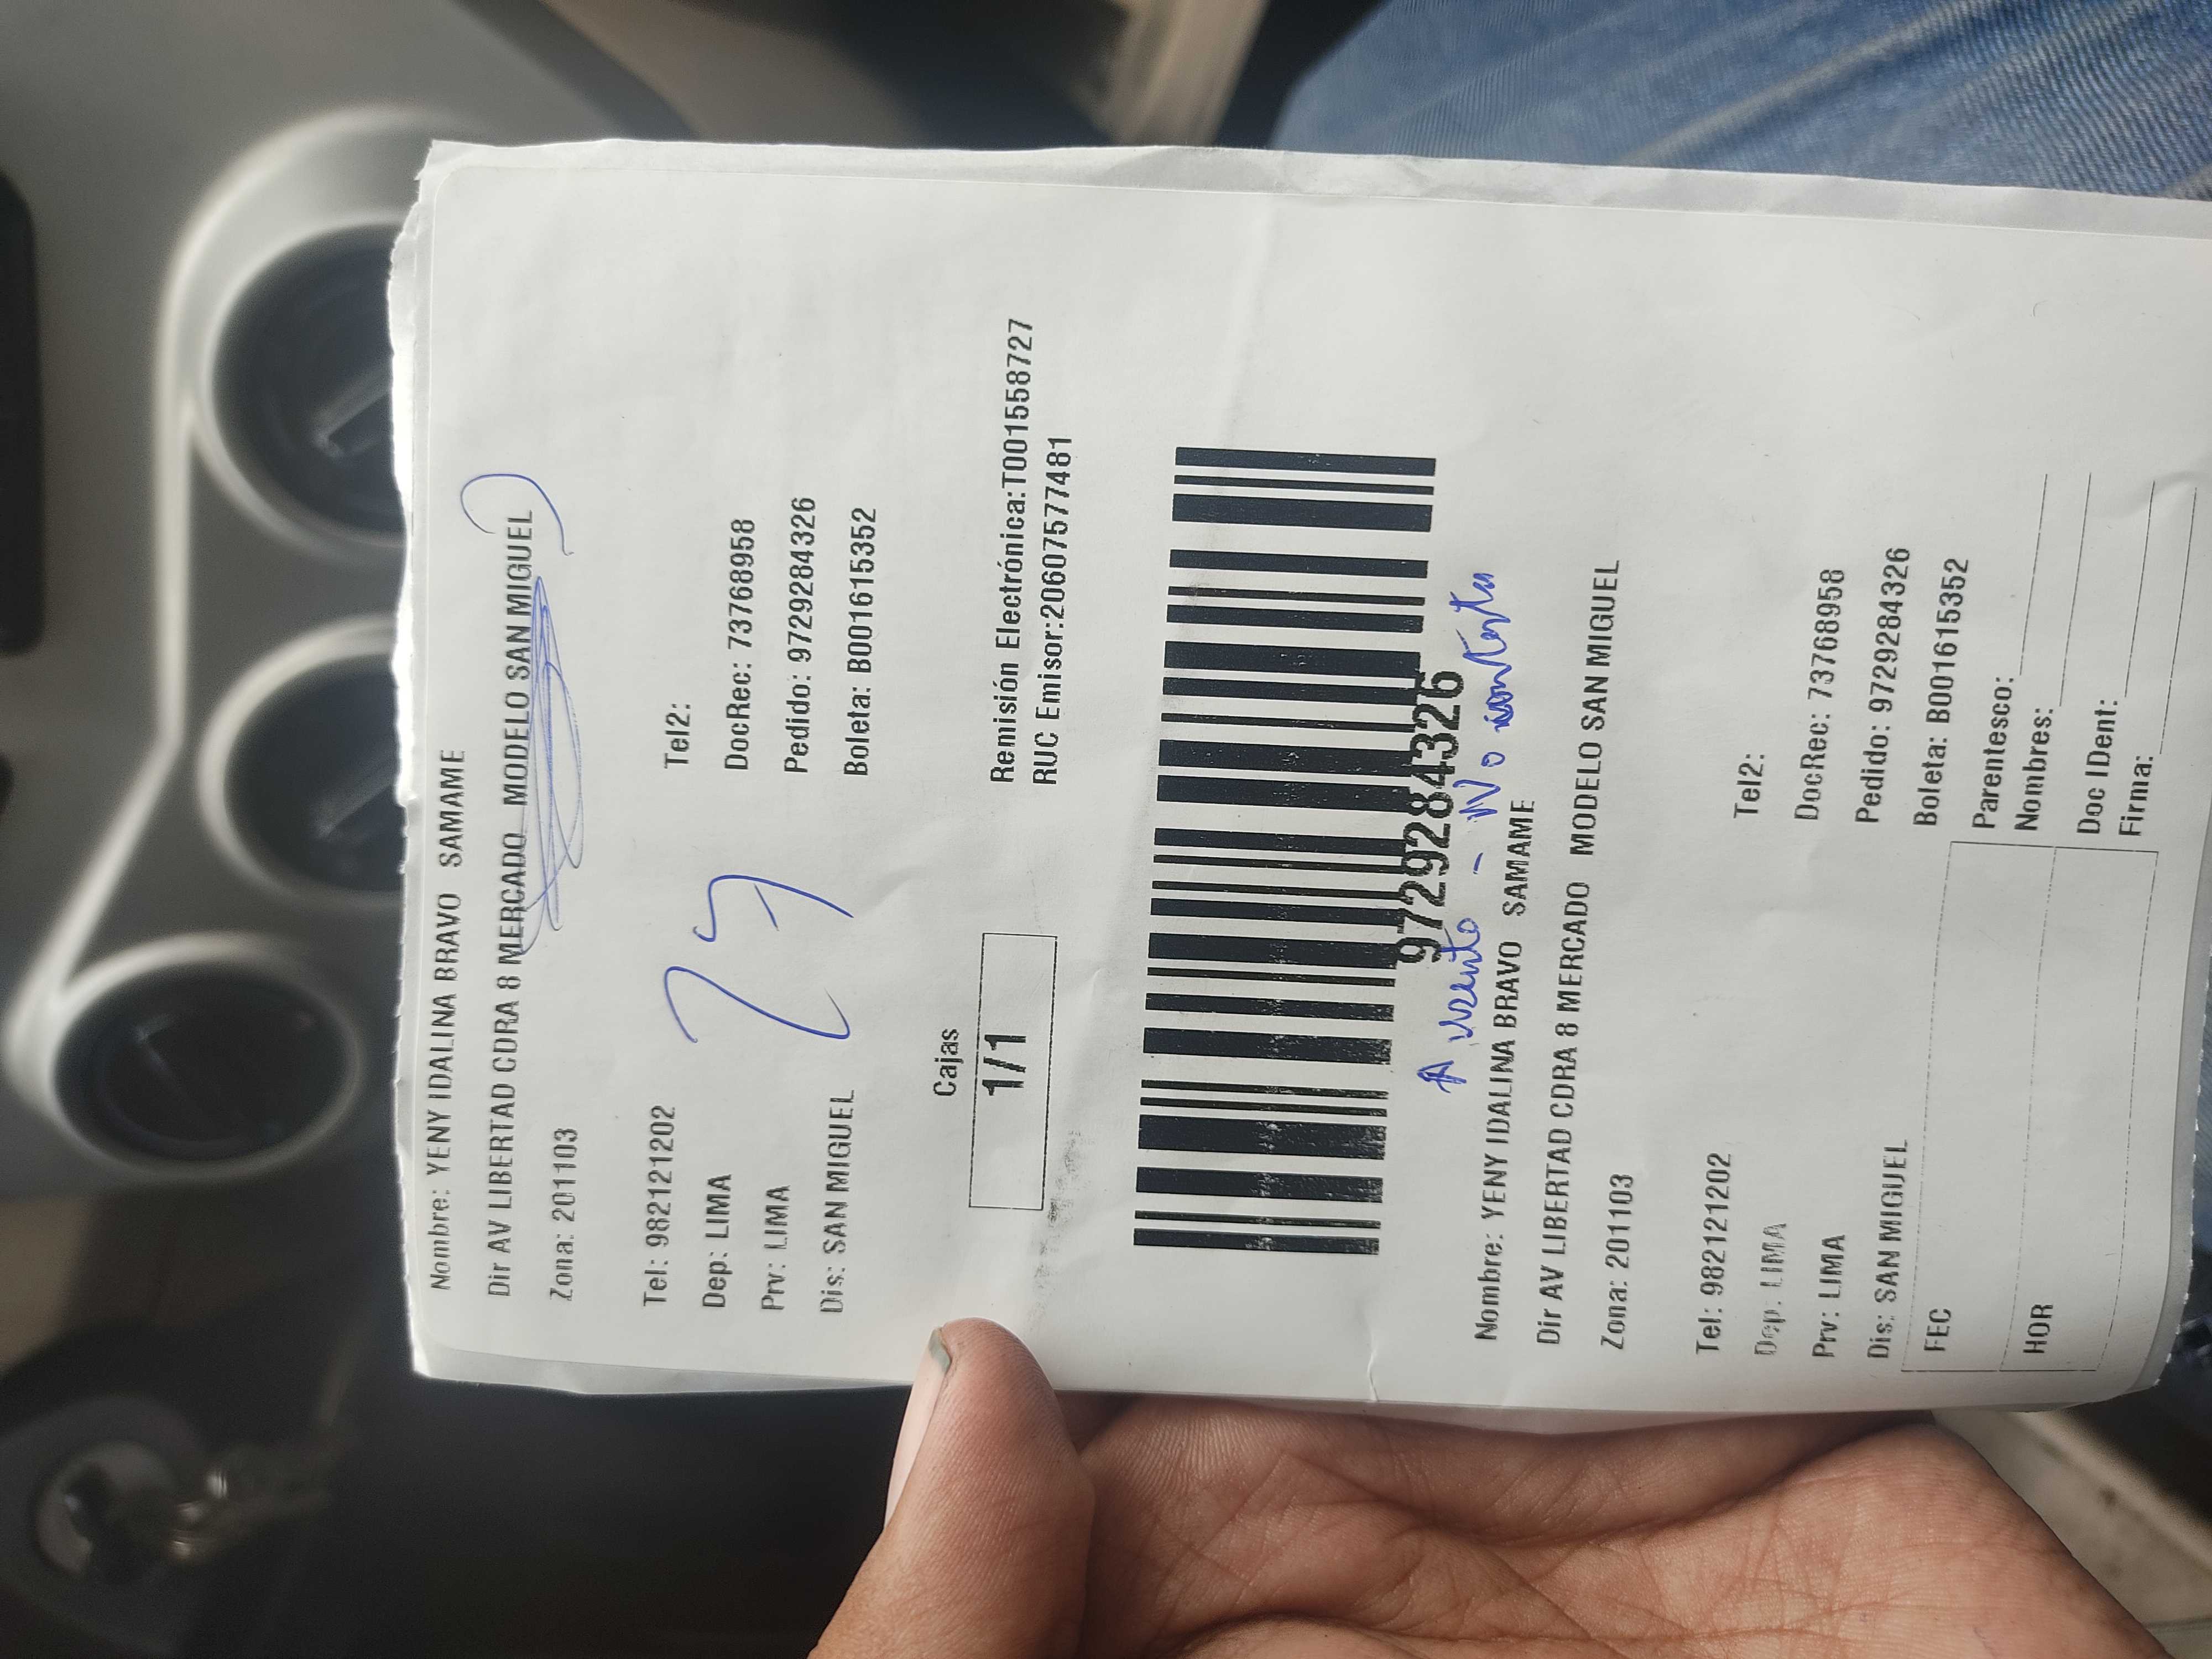 Nombre: YENY IDALINA BRAVO SAMAME
Dir AV LIBERTAD CDRA 8 MERCADO MODELO SAN MIGUEL
Zona: 201103
Tel: 982121202 Tel2:
Dep: LIMA DocRec: 73768958
Prv: LIMA Pedido: 9729284326
Dis: SAN MIGUEL Boleta: B001615352
27
Cajas
1/1
Remisión Electrónica:T001558727
RUC Emisor:20607577481
9729284326
Ausento - No contesta
Nombre: YENY IDALINA BRAVO SAMAME
Dir AV LIBERTAD CDRA 8 MERCADO MODELO SAN MIGUEL
Zona: 201103
Tel: 982121202 Tel2:
Dep: LIMA DocRec: 73768958
Prv: LIMA Pedido: 9729284326
Dis: SAN MIGUEL Boleta: B001615352
FEC
HOR
Parentesco:
Nombres:
Doc IDent:
Firma: